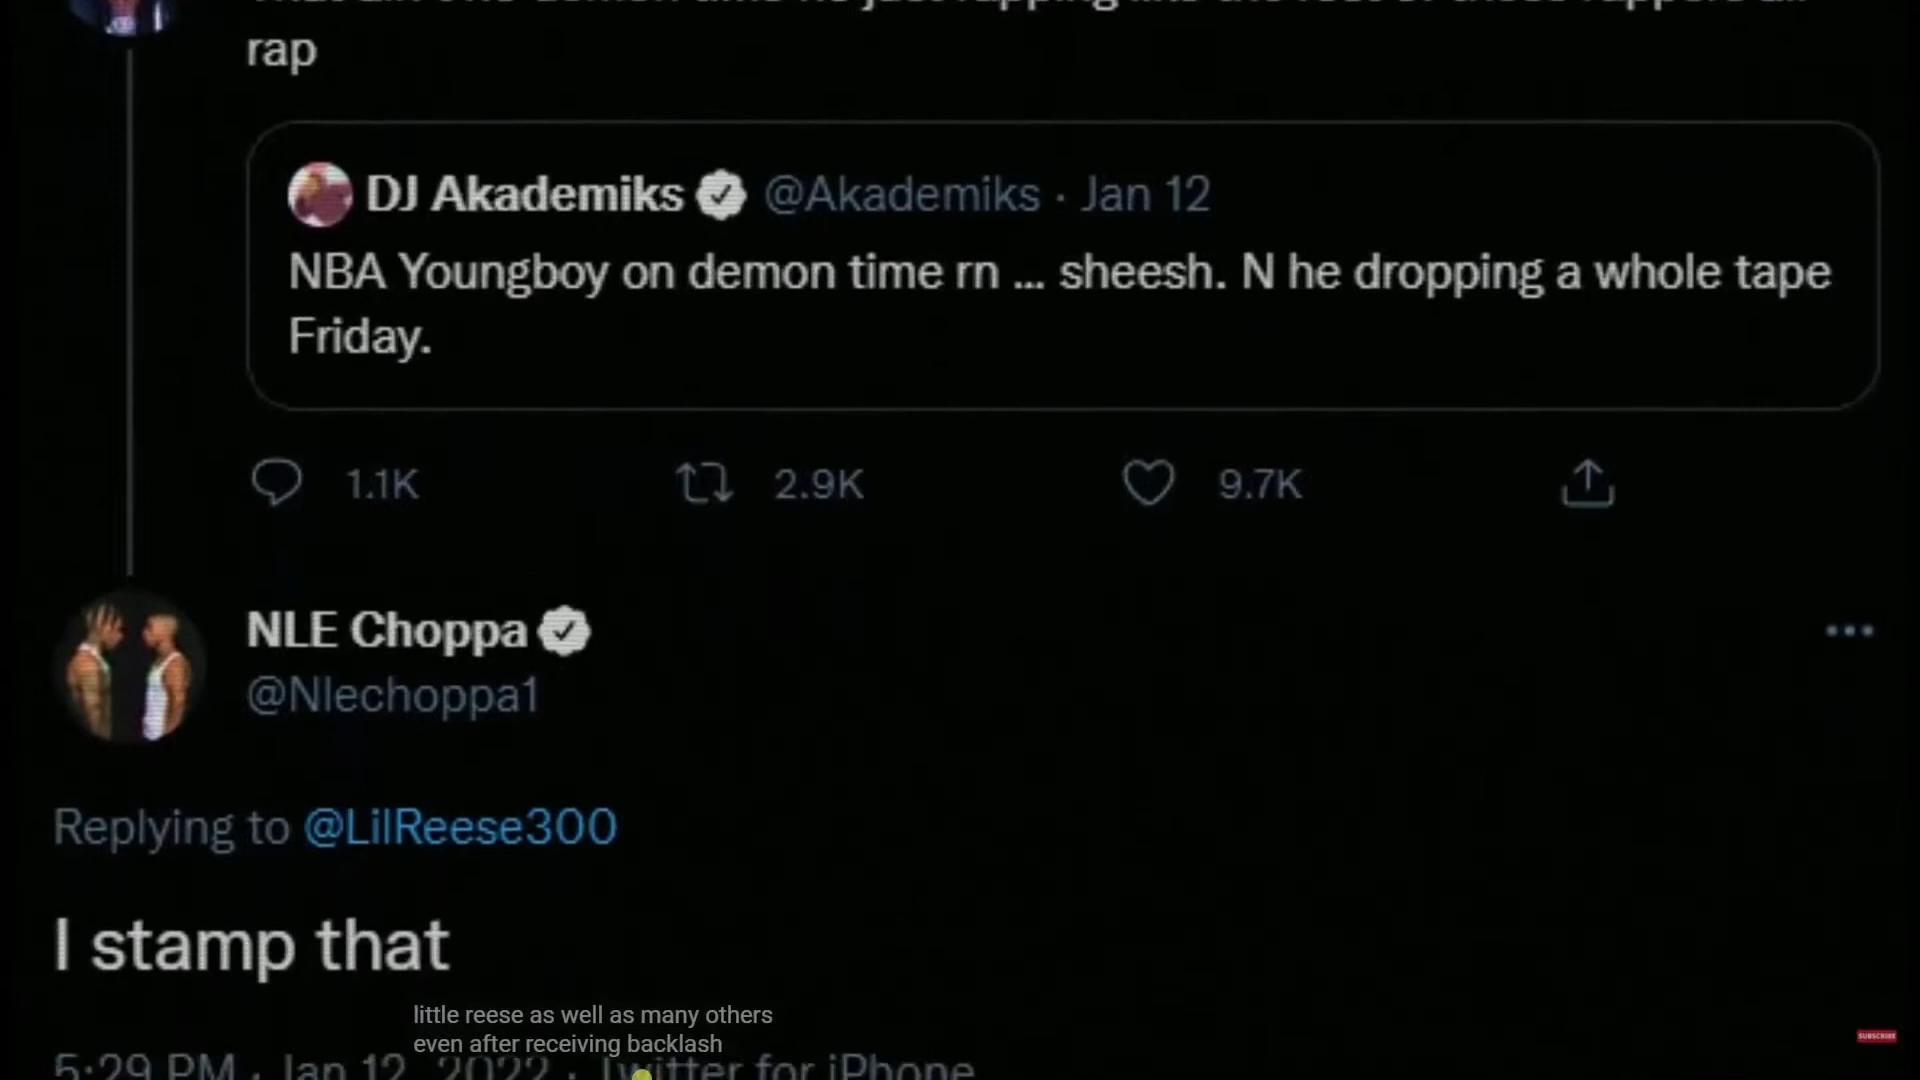 rap
DJ Akademiks @Akademiks · Jan 12
NBA Youngboy on demon time rn ... sheesh. N he dropping a whole tape
Friday.
1.1K 2.9K 9.7K
NLE Choppa
@Nlechoppa1
Replying to @LilReese300
I stamp that
little reese as well as many others
even after receiving backlash
5:29 PM · Jan 12, 2022 · Twitter for iPhone
SUBSCRIBE